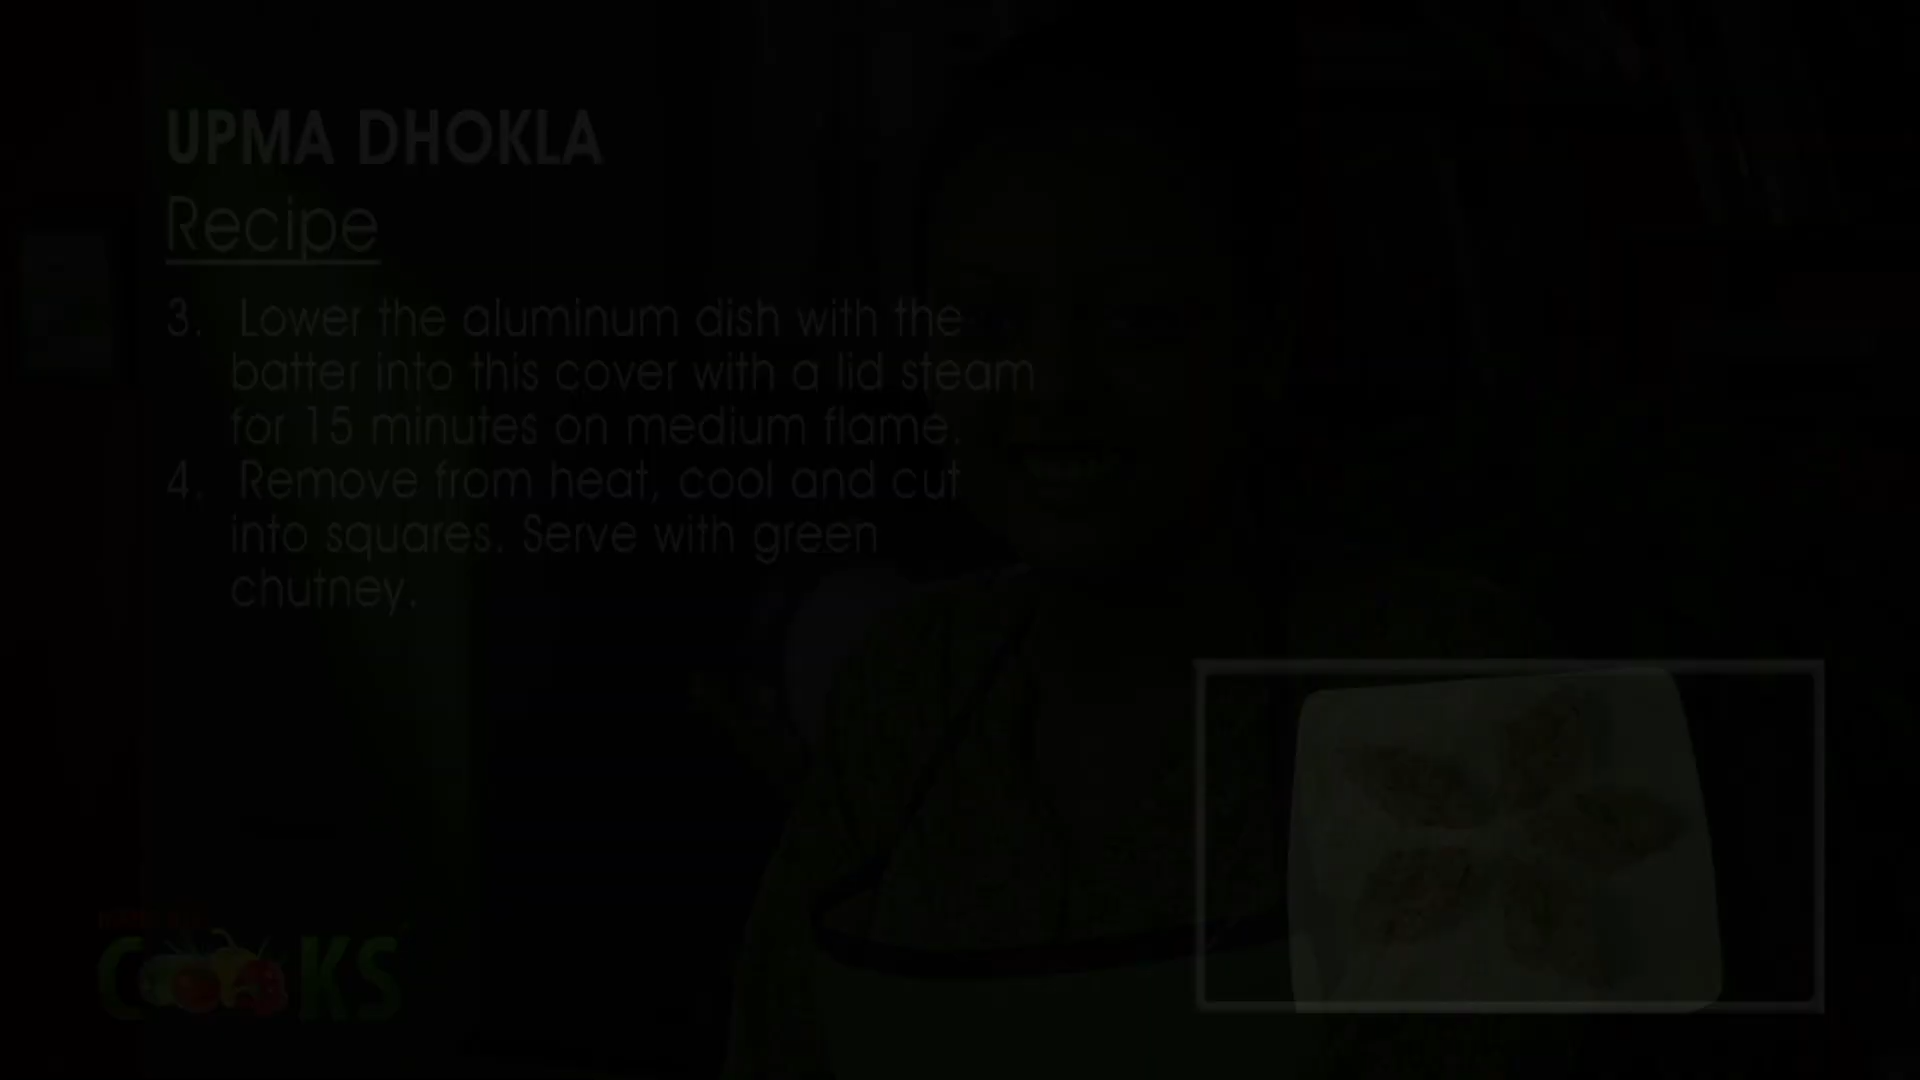 UPMA DHOKLA
Recipe
3. Lower the aluminum dish with the
batter into this cover with a lid steam
for 15 minutes on medium flame.
4. Remove from heat, cool and cut
into squares. Serve with green
chutney.
COOKS